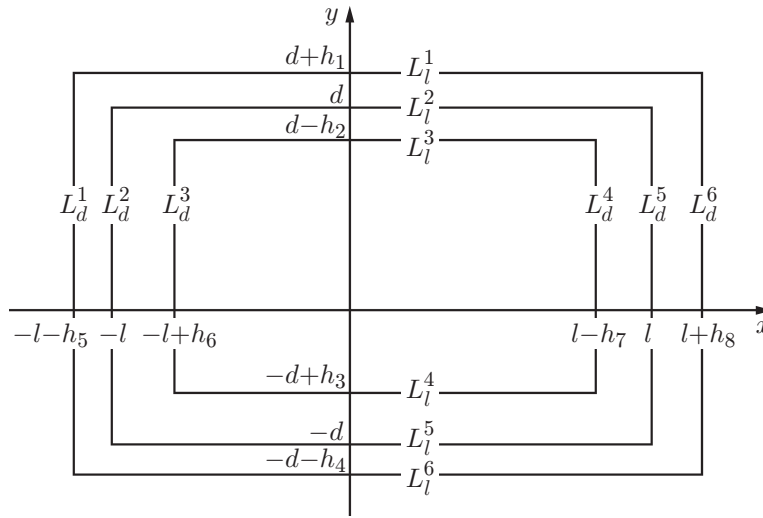 y
d+h₁ L_l^1
d L_l^2
d−h₂ L_l^3
L_d^1 L_d^2 L_d^3 L_d^4 L_d^5 L_d^6
x
−l−h₅ −l −l+h₆ l−h₇ l l+h₈
−d+h₃ L_l^4
−d L_l^5
−d−h₄ L_l^6